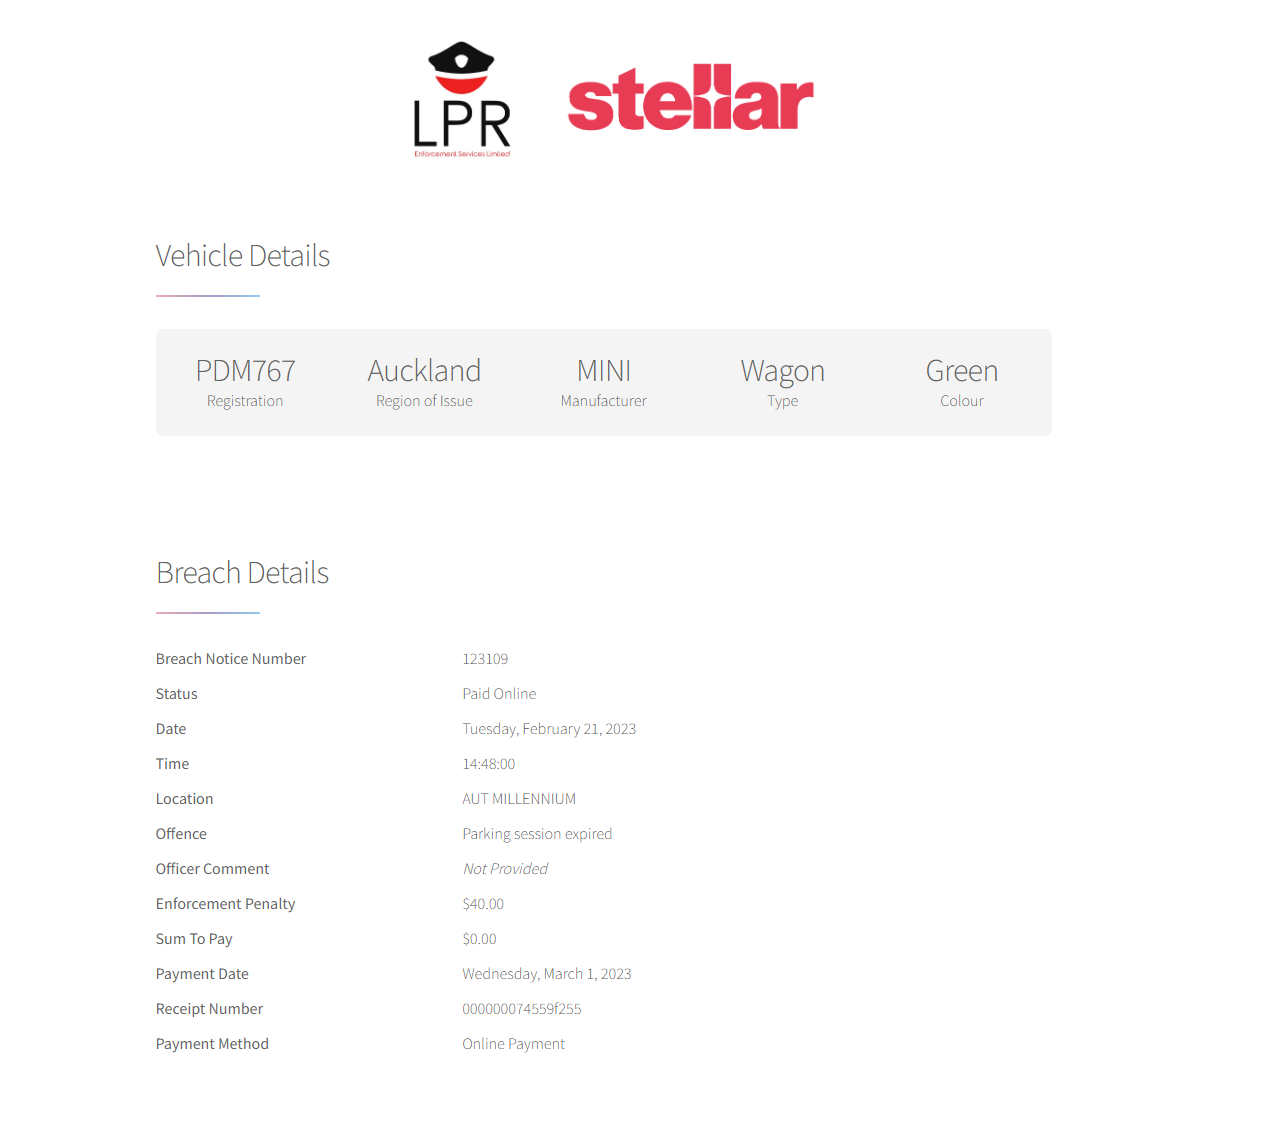 LPR
Enforcement Services Limited
stellar
Vehicle Details
PDM767 Auckland MINI Wagon Green
Registration Region of Issue Manufacturer Type Colour
Breach Details
Breach Notice Number 123109
Status Paid Online
Date Tuesday, February 21, 2023
Time 14:48:00
Location AUT MILLENNIUM
Offence Parking session expired
Officer Comment Not Provided
Enforcement Penalty $40.00
Sum To Pay $0.00
Payment Date Wednesday, March 1, 2023
Receipt Number 000000074559f255
Payment Method Online Payment